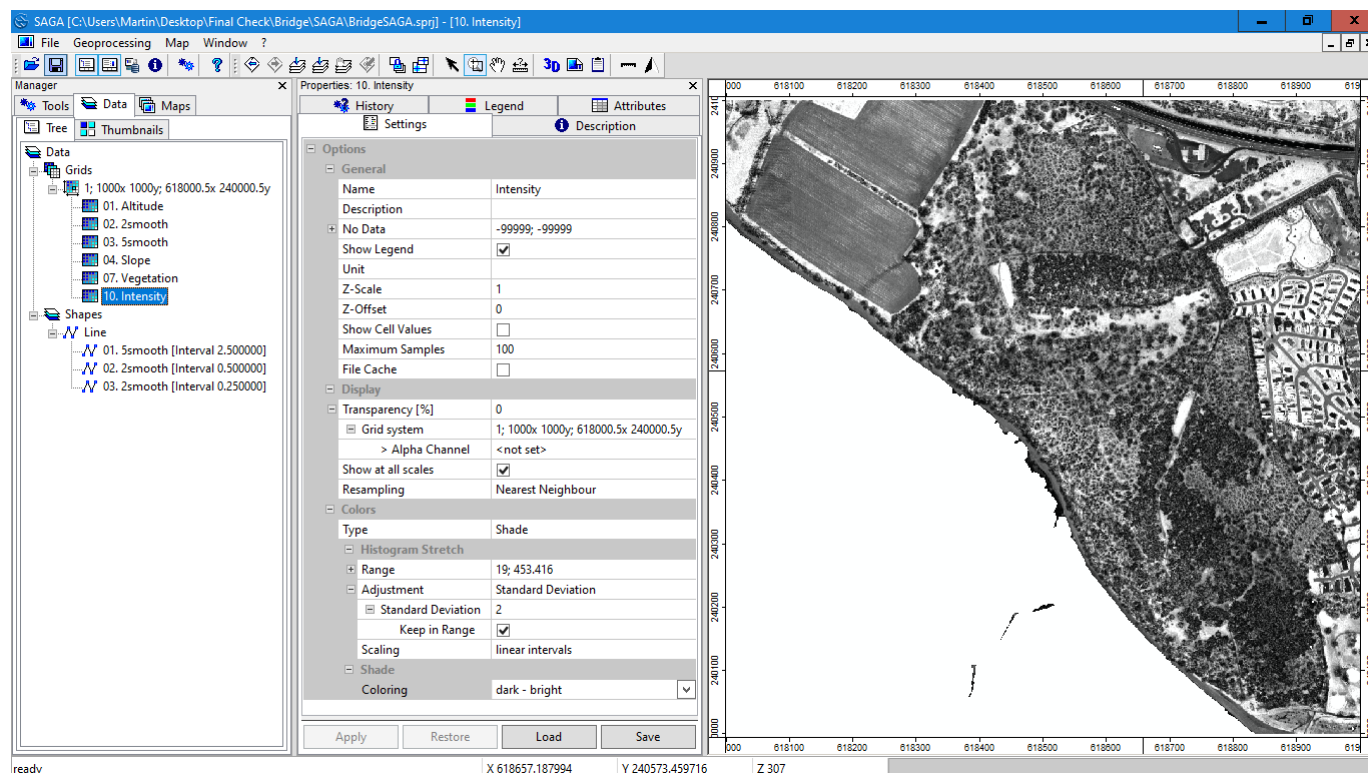 SAGA [C:\Users\Martin\Desktop\Final Check\Bridge\SAGA\BridgeSAGA.sprj] - [10. Intensity]
File Geoprocessing Map Window ?
3D
Manager
Tools Data Maps
Tree Thumbnails
Data
Grids
1; 1000x 1000y; 618000.5x 240000.5y
01. Altitude
02. 2smooth
03. 5smooth
04. Slope
07. Vegetation
10. Intensity
Shapes
Line
01. 5smooth [Interval 2.500000]
02. 2smooth [Interval 0.500000]
03. 2smooth [Interval 0.250000]
Properties: 10. Intensity
History Legend Attributes
Settings Description
Options
General
Name Intensity
Description
No Data -99999; -99999
Show Legend
Unit
Z-Scale 1
Z-Offset 0
Show Cell Values
Maximum Samples 100
File Cache
Display
Transparency [%] 0
Grid system 1; 1000x 1000y; 618000.5x 240000.5y
> Alpha Channel <not set>
Show at all scales
Resampling Nearest Neighbour
Colors
Type Shade
Histogram Stretch
Range 19; 453.416
Adjustment Standard Deviation
Standard Deviation 2
Keep in Range
Scaling linear intervals
Shade
Coloring dark - bright
Apply Restore Load Save
000 618100 618200 618300 618400 618500 618600 618700 618800 618900 619
2410
240900
240800
240700
240600
240500
240400
240300
240200
240100
0000
000 618100 618200 618300 618400 618500 618600 618700 618800 618900 619
ready X 618657.187994 Y 240573.459716 Z 307